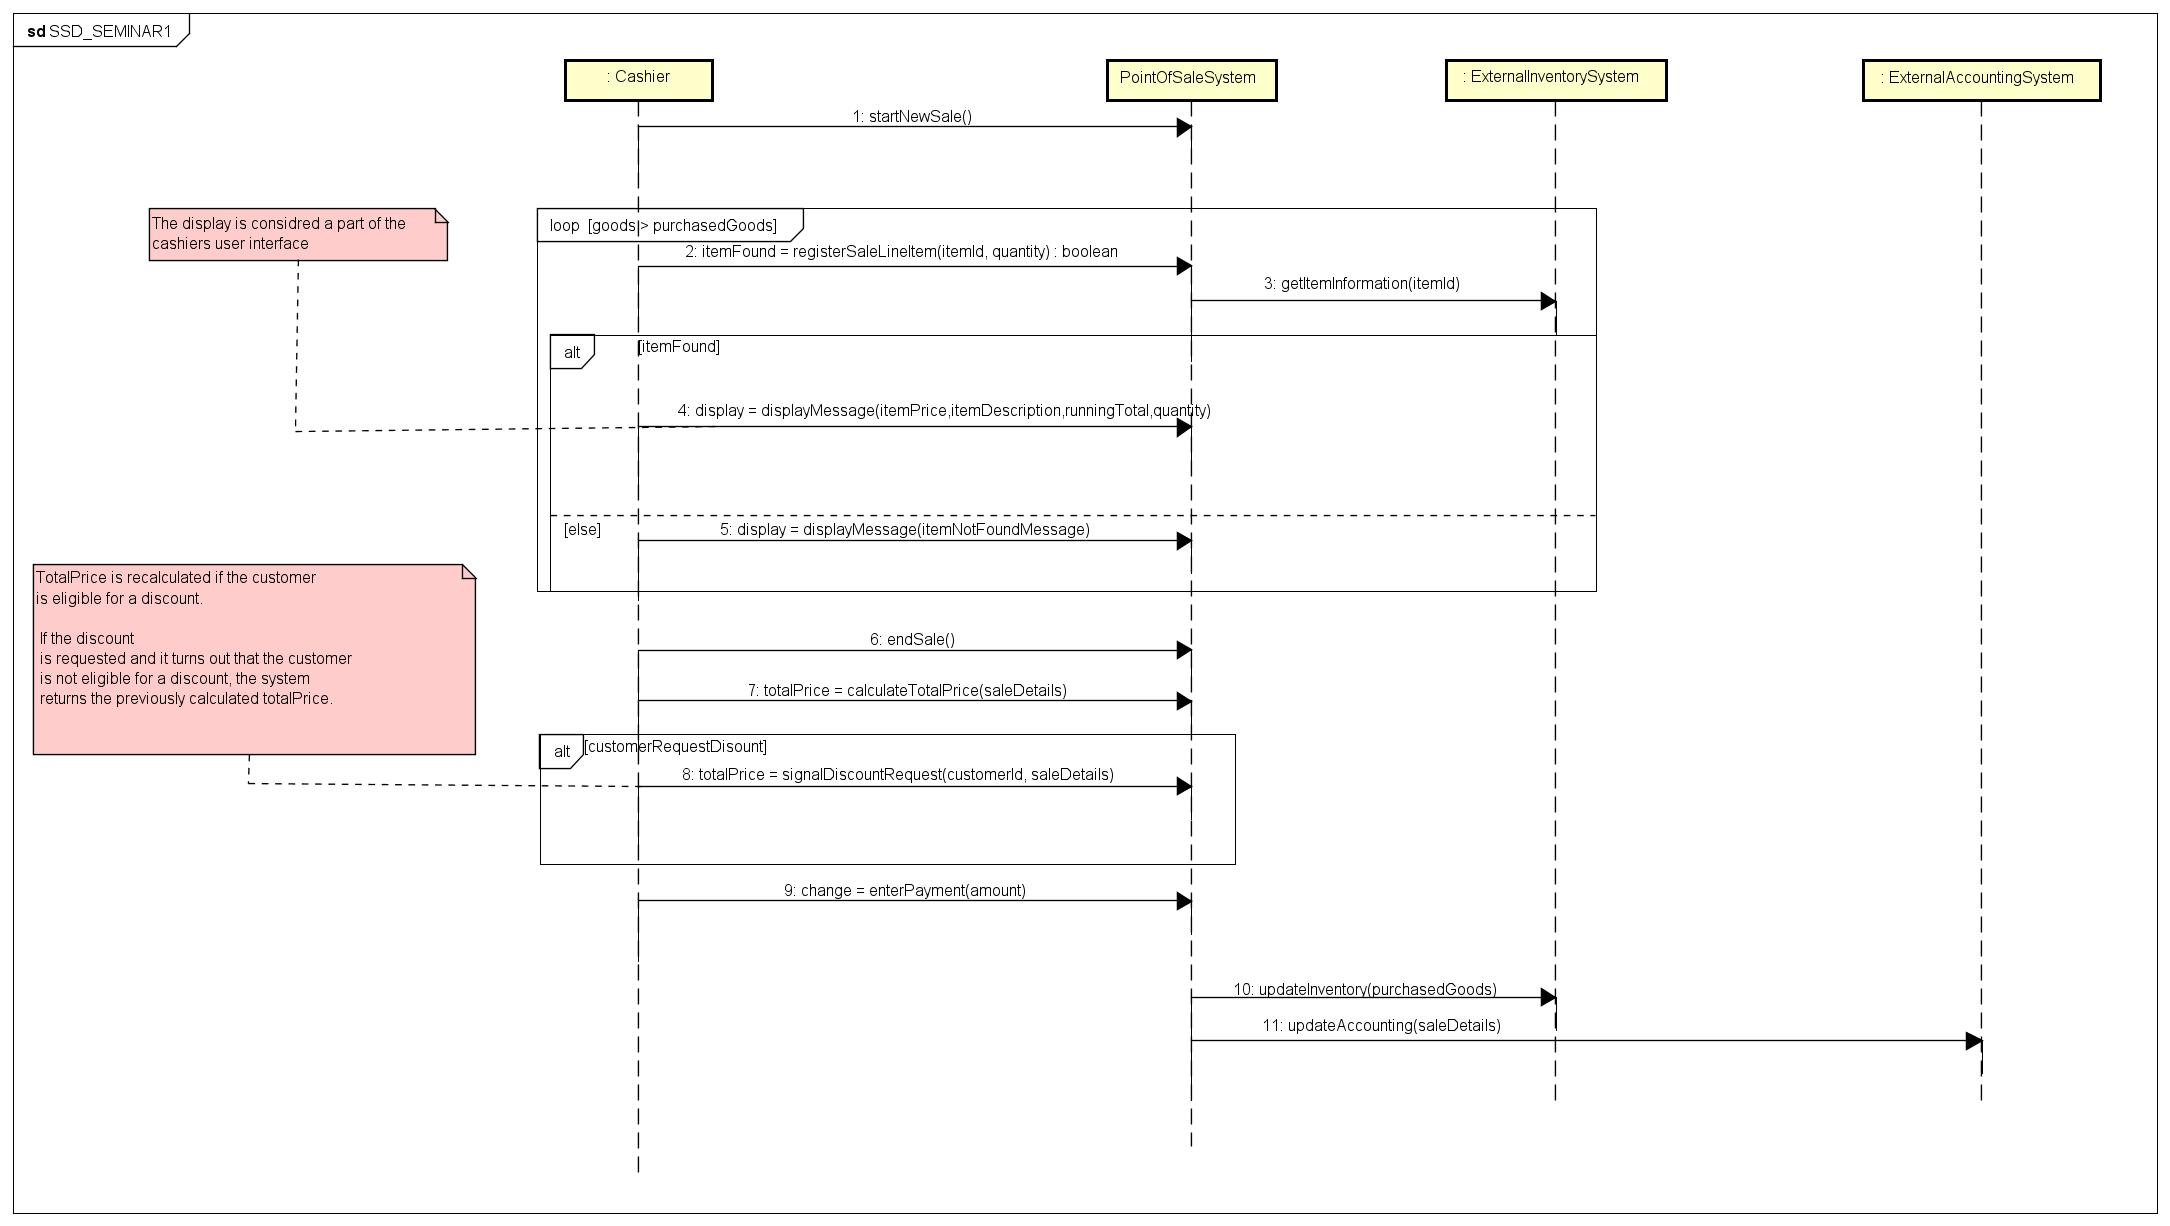 sd SSD_SEMINAR1
: Cashier
PointOfSaleSystem
: ExternalInventorySystem
: ExternalAccountingSystem
1: startNewSale()
The display is considred a part of the
cashiers user interface
loop [goods > purchasedGoods]
2: itemFound = registerSaleLineItem(itemId, quantity) : boolean
3: getItemInformation(itemId)
alt [itemFound]
4: display = displayMessage(itemPrice,itemDescription,runningTotal,quantity)
[else]
5: display = displayMessage(itemNotFoundMessage)
TotalPrice is recalculated if the customer
is eligible for a discount.
If the discount
is requested and it turns out that the customer
is not eligible for a discount, the system
returns the previously calculated totalPrice.
6: endSale()
7: totalPrice = calculateTotalPrice(saleDetails)
alt [customerRequestDisount]
8: totalPrice = signalDiscountRequest(customerId, saleDetails)
9: change = enterPayment(amount)
10: updateInventory(purchasedGoods)
11: updateAccounting(saleDetails)